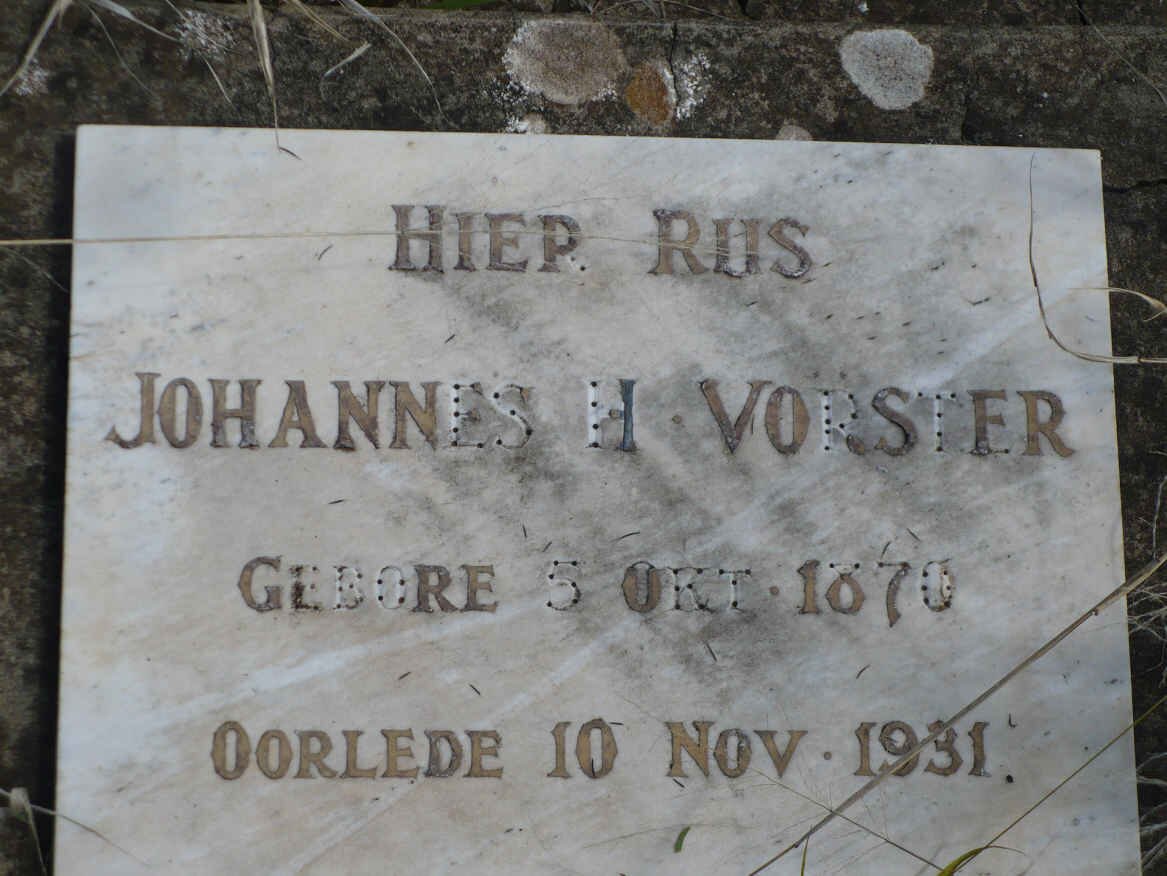 HIER RUS
JOHANNES H. VORSTER
GEBORE 5 OKT. 1870
OORLEDE 10 NOV. 1931